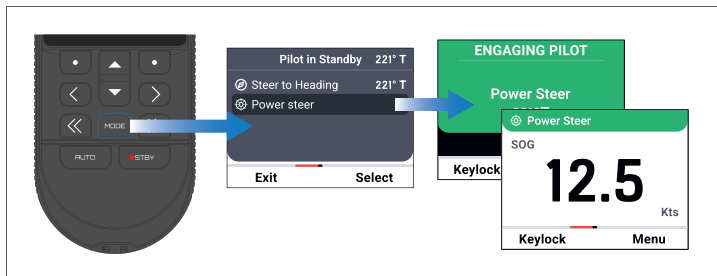 MODE
AUTO
STBY
Pilot in Standby 221° T
Steer to Heading 221° T
Power steer
Exit Select
ENGAGING PILOT
Power Steer
Keylock
Power Steer
SOG
12.5
Kts
Keylock Menu